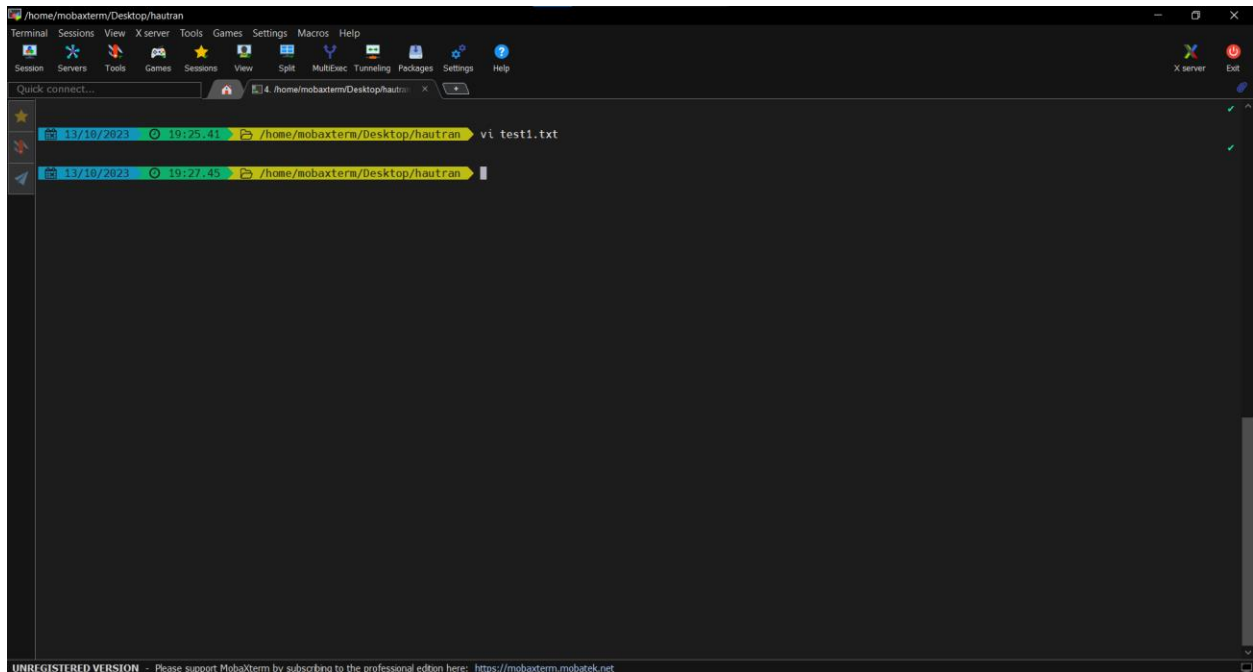 /home/mobaxterm/Desktop/hautran
Terminal Sessions View X server Tools Games Settings Macros Help
Session Servers Tools Games Sessions View Split MultiExec Tunneling Packages Settings Help X server Exit
Quick connect... 4. /home/mobaxterm/Desktop/hautran
13/10/2023 19:25.41 /home/mobaxterm/Desktop/hautran vi test1.txt
13/10/2023 19:27.45 /home/mobaxterm/Desktop/hautran
UNREGISTERED VERSION - Please support MobaXterm by subscribing to the professional edition here: https://mobaxterm.mobatek.net